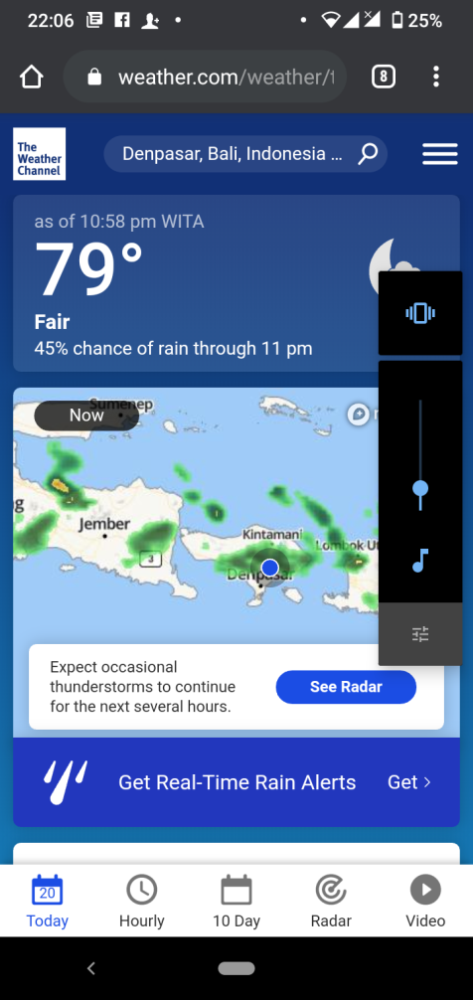 22:06
25%
weather.com/weather/
8
The
Weather
Channel
Denpasar, Bali, Indonesia ...
as of 10:58 pm WITA
79°
Fair
45% chance of rain through 11 pm
Now
Sumenep
Jember
3
Kintamani
Lombok Ut
Denpasar
Expect occasional
thunderstorms to continue
for the next several hours.
See Radar
Get Real-Time Rain Alerts
Get >
20
Today
Hourly
10 Day
Radar
Video